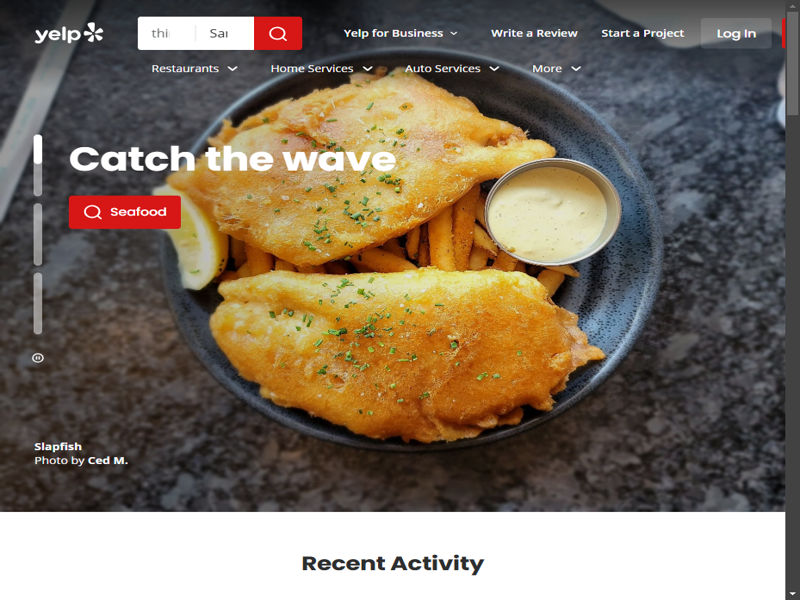 yelp
thi
San
Yelp for Business
Write a Review
Start a Project
Log In
Restaurants
Home Services
Auto Services
More
Catch the wave
Seafood
Slapfish
Photo by Ced M.
Recent Activity